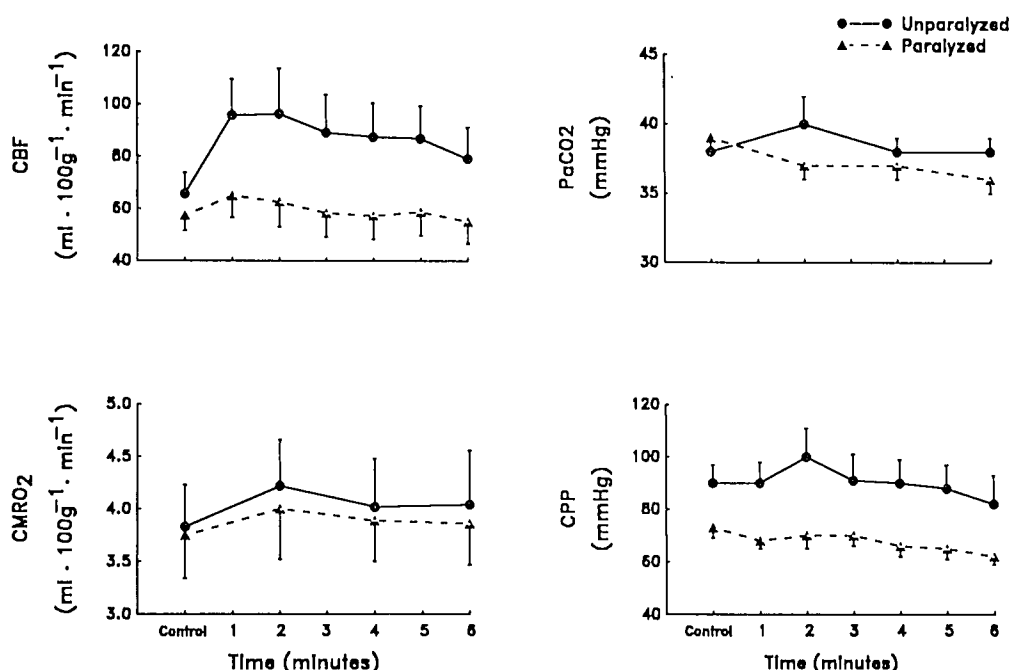 Unparalyzed
Paralyzed
CBF
(ml · 100g⁻¹ · min⁻¹)
120
100
80
60
40
PaCO2
(mmHg)
45
40
35
30
CMRO₂
(ml · 100g⁻¹ · min⁻¹)
5.0
4.5
4.0
3.5
3.0
Control 1 2 3 4 5 6
Time (minutes)
CPP
(mmHg)
120
100
80
60
40
Control 1 2 3 4 5 6
Time (minutes)